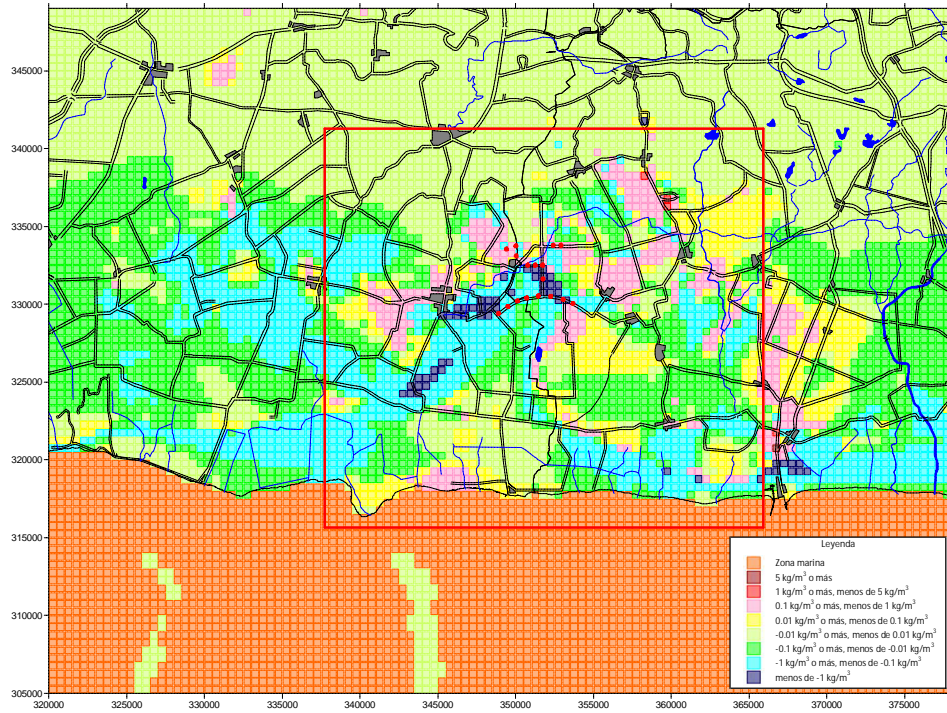 345000
340000
335000
330000
325000
320000
315000
310000
305000
320000 325000 330000 335000 340000 345000 350000 355000 360000 365000 370000 375000
Leyenda
Zona marina
5 kg/m³ o más
1 kg/m³ o más, menos de 5 kg/m³
0.1 kg/m³ o más, menos de 1 kg/m³
0.01 kg/m³ o más, menos de 0.1 kg/m³
-0.01 kg/m³ o más, menos de 0.01 kg/m³
-0.1 kg/m³ o más, menos de -0.01 kg/m³
-1 kg/m³ o más, menos de -0.1 kg/m³
menos de -1 kg/m³